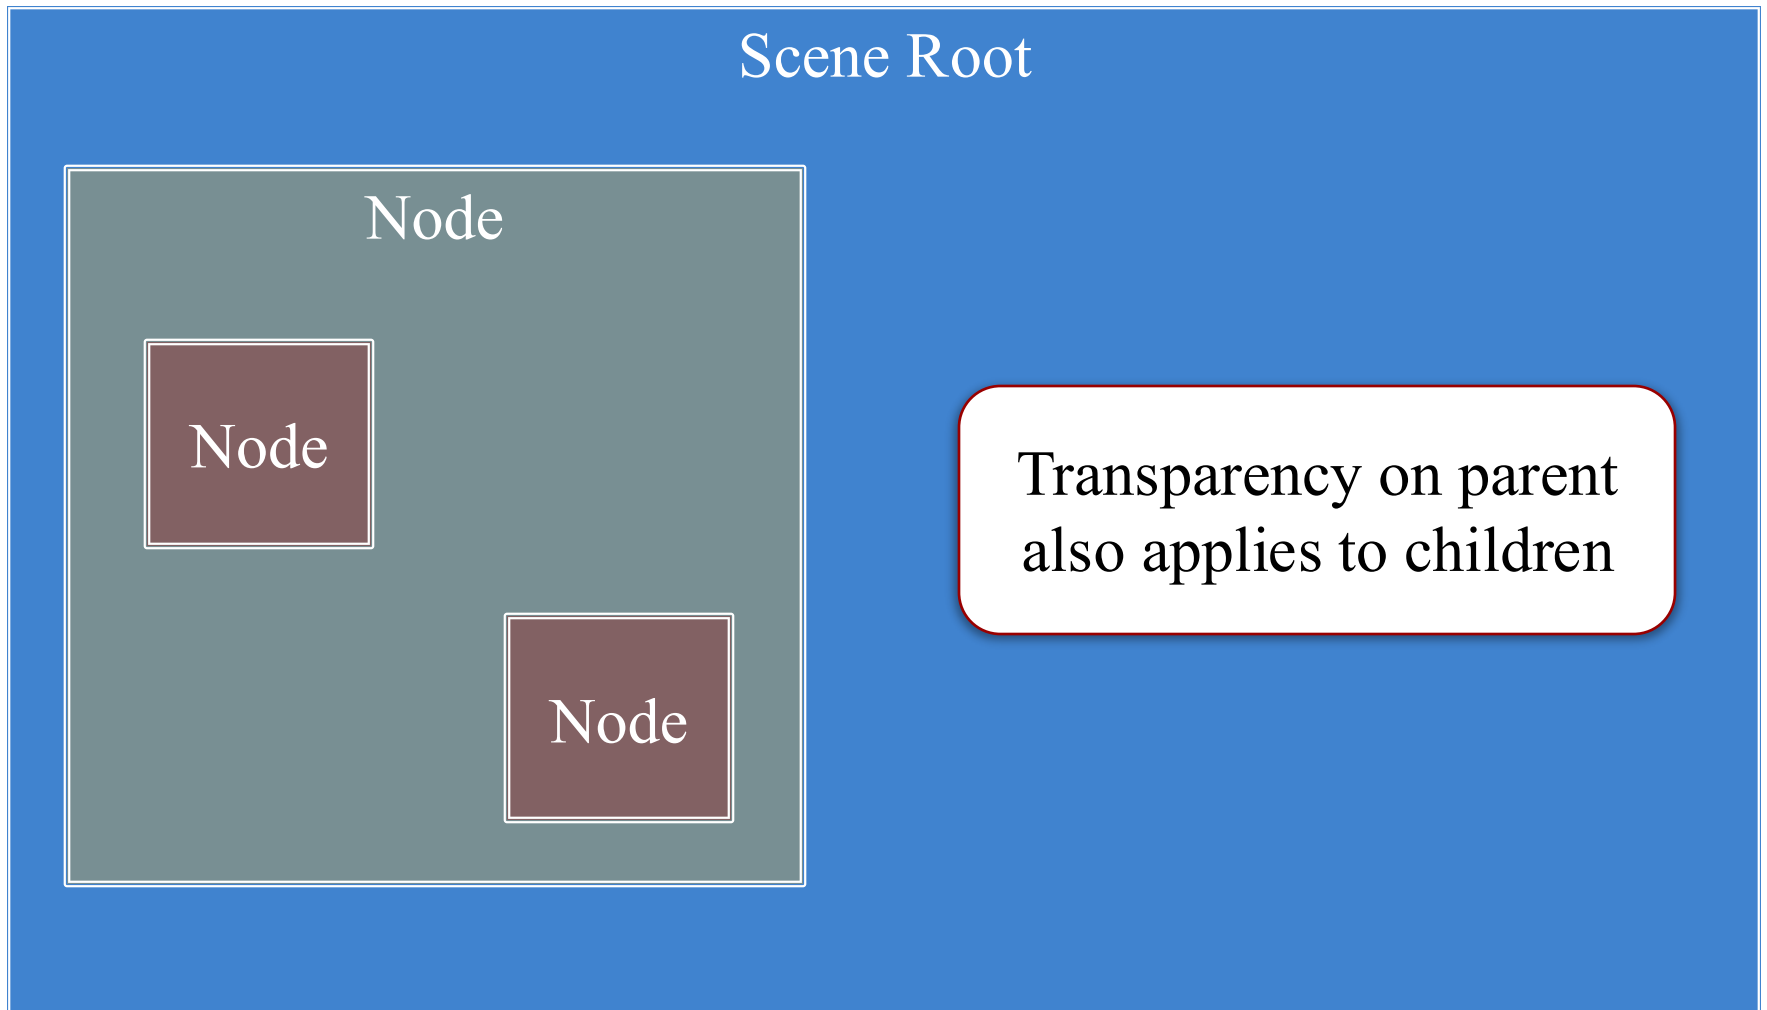 Scene Root
Node
Node
Node
Transparency on parent
also applies to children